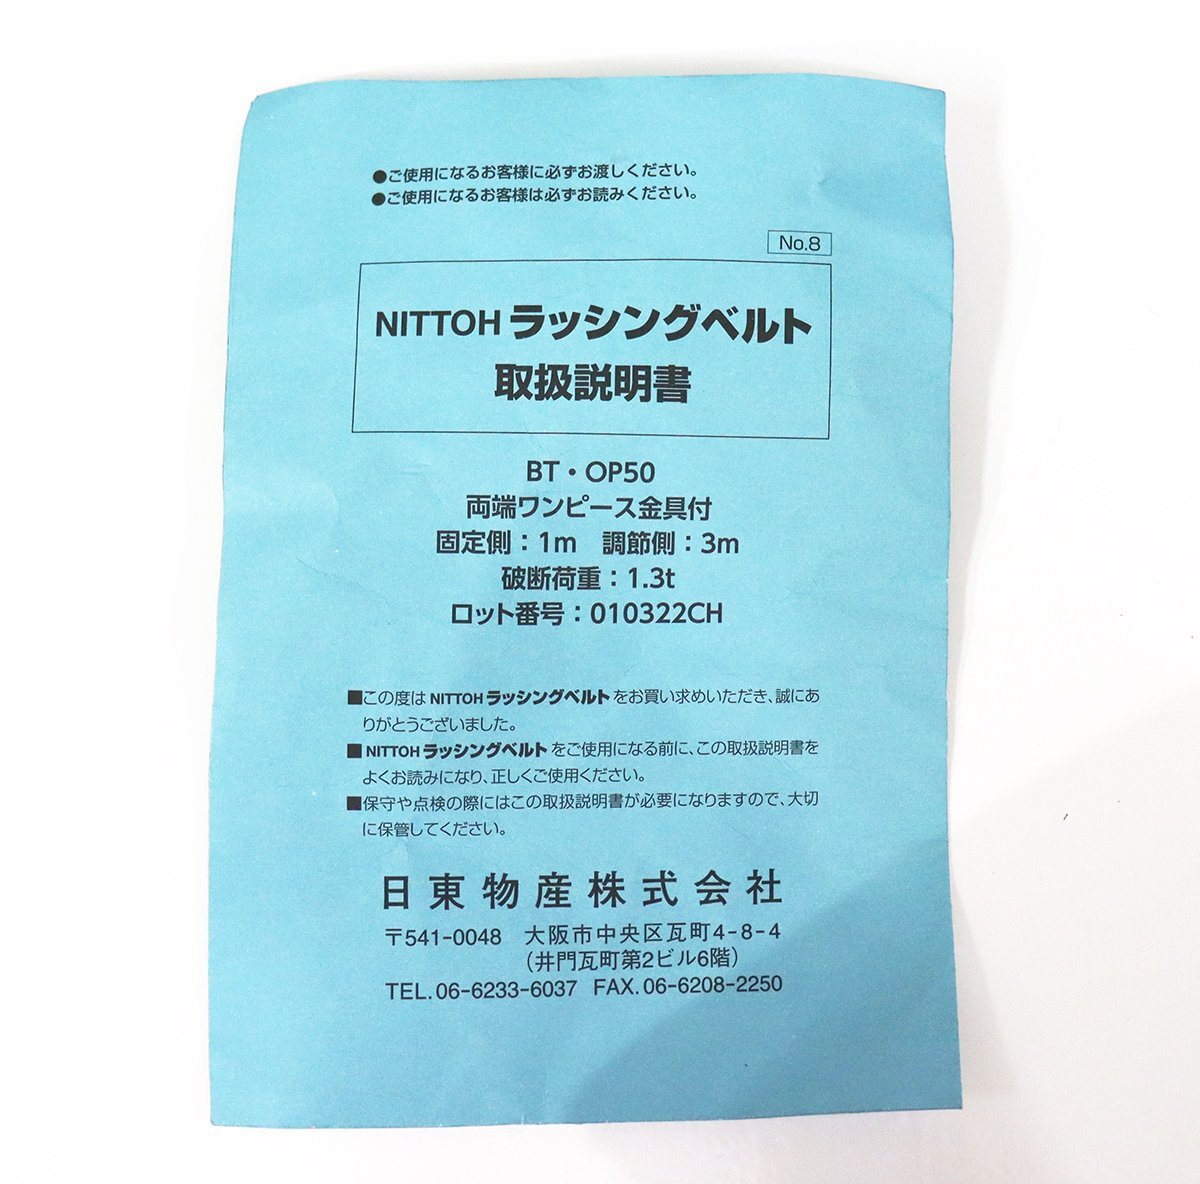 ●ご使用になるお客様に必ずお渡しください。
●ご使用になるお客様は必ずお読みください。
No.8
NITTOH ラッシングベルト
取扱説明書
BT・OP50
両端ワンピース金具付
固定側：1m　調節側：3m
破断荷重：1.3t
ロット番号：010322CH
■この度は NITTOH ラッシングベルト をお買い求めいただき、誠にあ
りがとうございました。
■ NITTOH ラッシングベルト をご使用になる前に、この取扱説明書を
よくお読みになり、正しくご使用ください。
■保守や点検の際にはこの取扱説明書が必要になりますので、大切
に保管してください。
日東物産株式会社
〒541-0048　大阪市中央区瓦町4-8-4
（井門瓦町第2ビル6階）
TEL.06-6233-6037　FAX.06-6208-2250